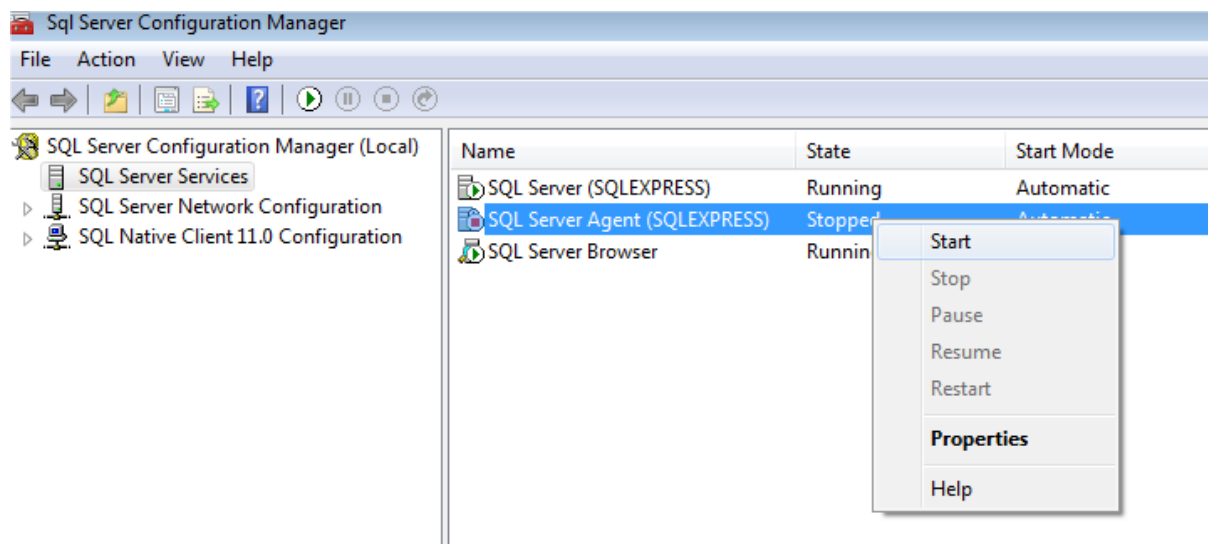 Sql Server Configuration Manager
File Action View Help
SQL Server Configuration Manager (Local)
SQL Server Services
SQL Server Network Configuration
SQL Native Client 11.0 Configuration
Name State Start Mode
SQL Server (SQLEXPRESS) Running Automatic
SQL Server Agent (SQLEXPRESS) Stopped Automatic
SQL Server Browser Runnin
Start
Stop
Pause
Resume
Restart
Properties
Help